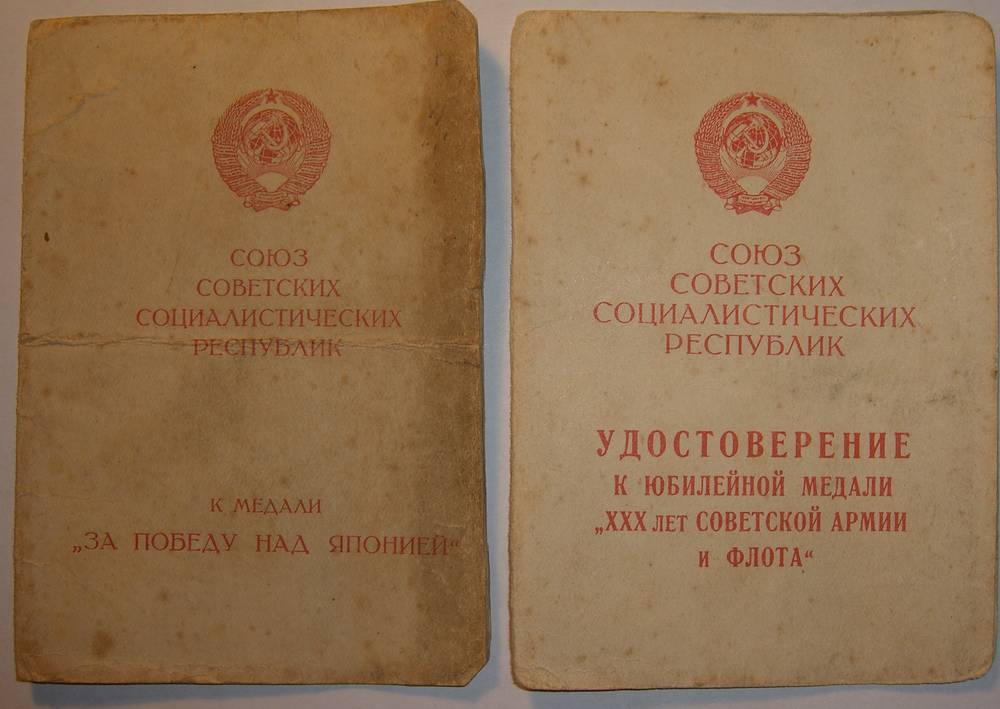 СОЮЗ
СОВЕТСКИХ
СОЦИАЛИСТИЧЕСКИХ
РЕСПУБЛИК
К МЕДАЛИ
„ЗА ПОБЕДУ НАД ЯПОНИЕЙ“
СОЮЗ
СОВЕТСКИХ
СОЦИАЛИСТИЧЕСКИХ
РЕСПУБЛИК
УДОСТОВЕРЕНИЕ
К ЮБИЛЕЙНОЙ МЕДАЛИ
„XXX лет СОВЕТСКОЙ АРМИИ
и ФЛОТА“